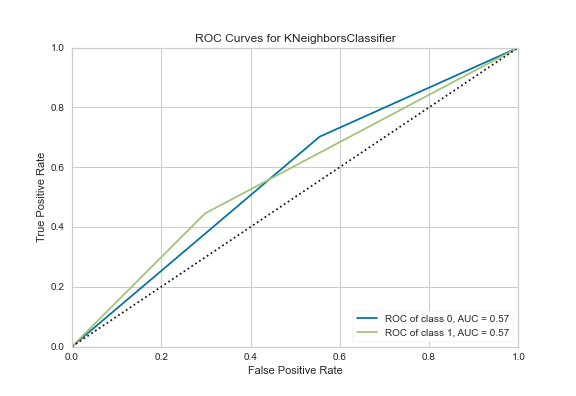 ROC Curves for KNeighborsClassifier
1.0
0.8
0.6
0.4
0.2
0.0
True Positive Rate
ROC of class 0, AUC = 0.57
ROC of class 1, AUC = 0.57
0.0 0.2 0.4 0.6 0.8 1.0
False Positive Rate